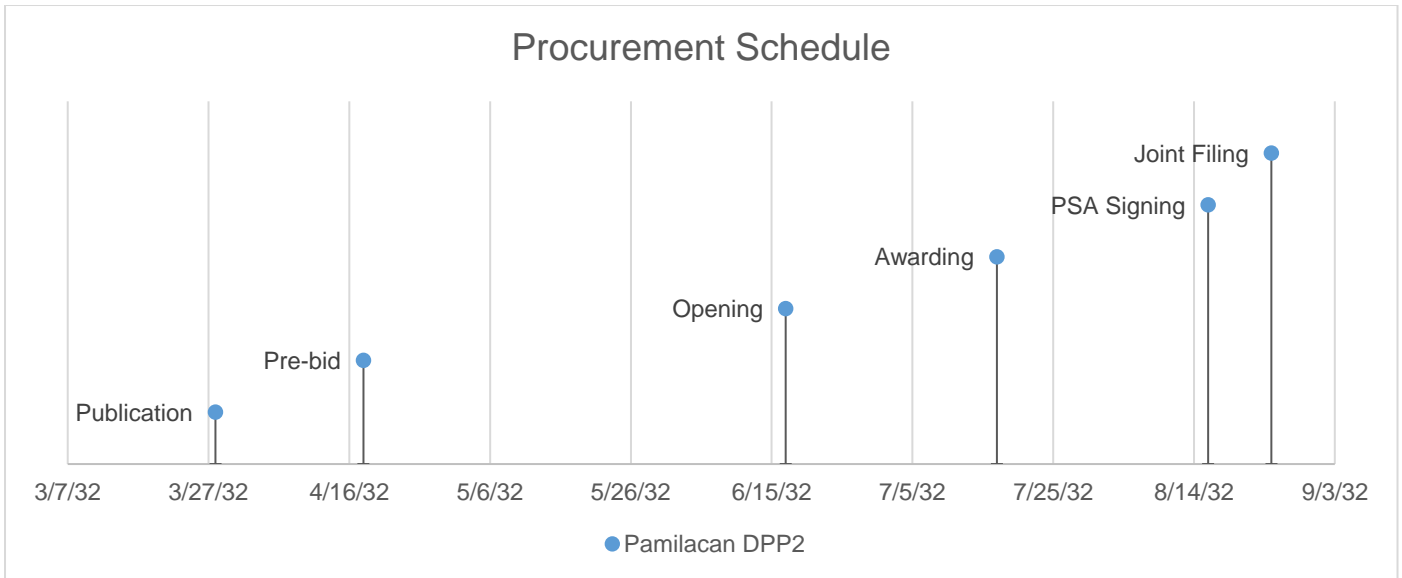 Procurement Schedule
Joint Filing
PSA Signing
Awarding
Opening
Pre-bid
Publication
3/7/32 3/27/32 4/16/32 5/6/32 5/26/32 6/15/32 7/5/32 7/25/32 8/14/32 9/3/32
Pamilacan DPP2